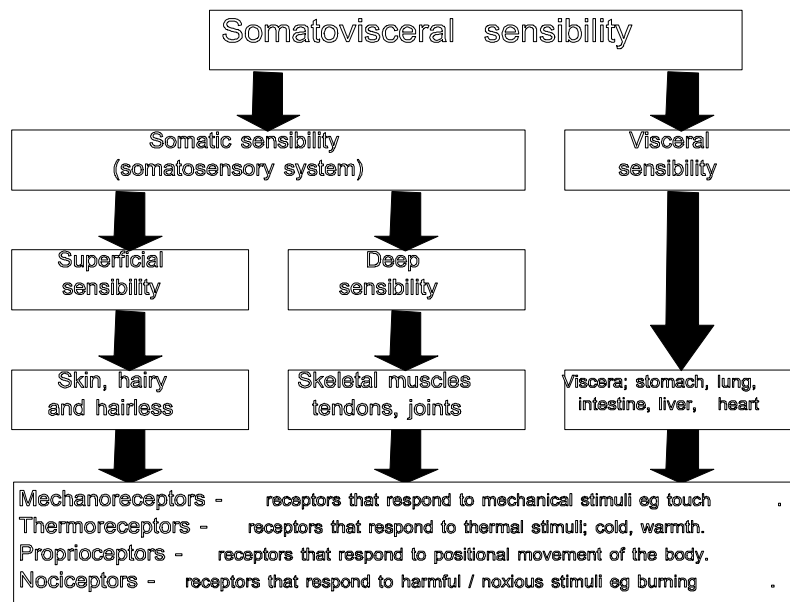 Somatovisceral sensibility
Somatic sensibility
(somatosensory system)
Visceral
sensibility
Superficial
sensibility
Deep
sensibility
Skin, hairy
and hairless
Skeletal muscles
tendons, joints
Viscera; stomach, lung,
intestine, liver, heart
Mechanoreceptors - receptors that respond to mechanical stimuli eg touch .
Thermoreceptors - receptors that respond to thermal stimuli; cold, warmth.
Proprioceptors - receptors that respond to positional movement of the body.
Nociceptors - receptors that respond to harmful / noxious stimuli eg burning .